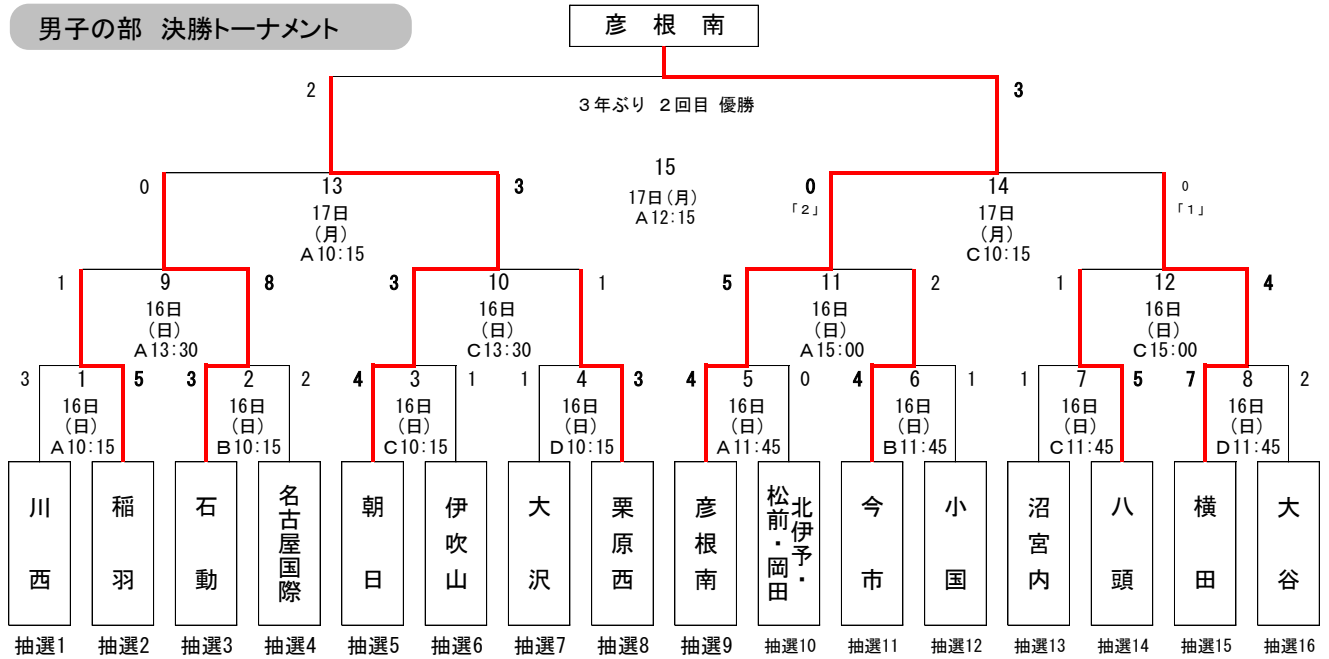 男子の部 決勝トーナメント
彦根南
2
3
3年ぶり 2回目 優勝
15
17日(月)
A12:15
0
13
3
17日
(月)
A10:15
0
「2」
14
0
「1」
17日
(月)
C10:15
1
9
8
16日
(日)
A13:30
3
10
1
16日
(日)
C13:30
5
11
2
16日
(日)
A15:00
1
12
4
16日
(日)
C15:00
3
1
5
16日
(日)
A10:15
3
2
2
16日
(日)
B10:15
4
3
1
16日
(日)
C10:15
1
4
3
16日
(日)
D10:15
4
5
0
16日
(日)
A11:45
4
6
1
16日
(日)
B11:45
1
7
5
16日
(日)
C11:45
7
8
2
16日
(日)
D11:45
川西
稲羽
石動
名古屋国際
朝日
伊吹山
大沢
栗原西
彦根南
北伊予・
松前・岡田
今市
小国
沼宮内
八頭
横田
大谷
抽選1
抽選2
抽選3
抽選4
抽選5
抽選6
抽選7
抽選8
抽選9
抽選10
抽選11
抽選12
抽選13
抽選14
抽選15
抽選16